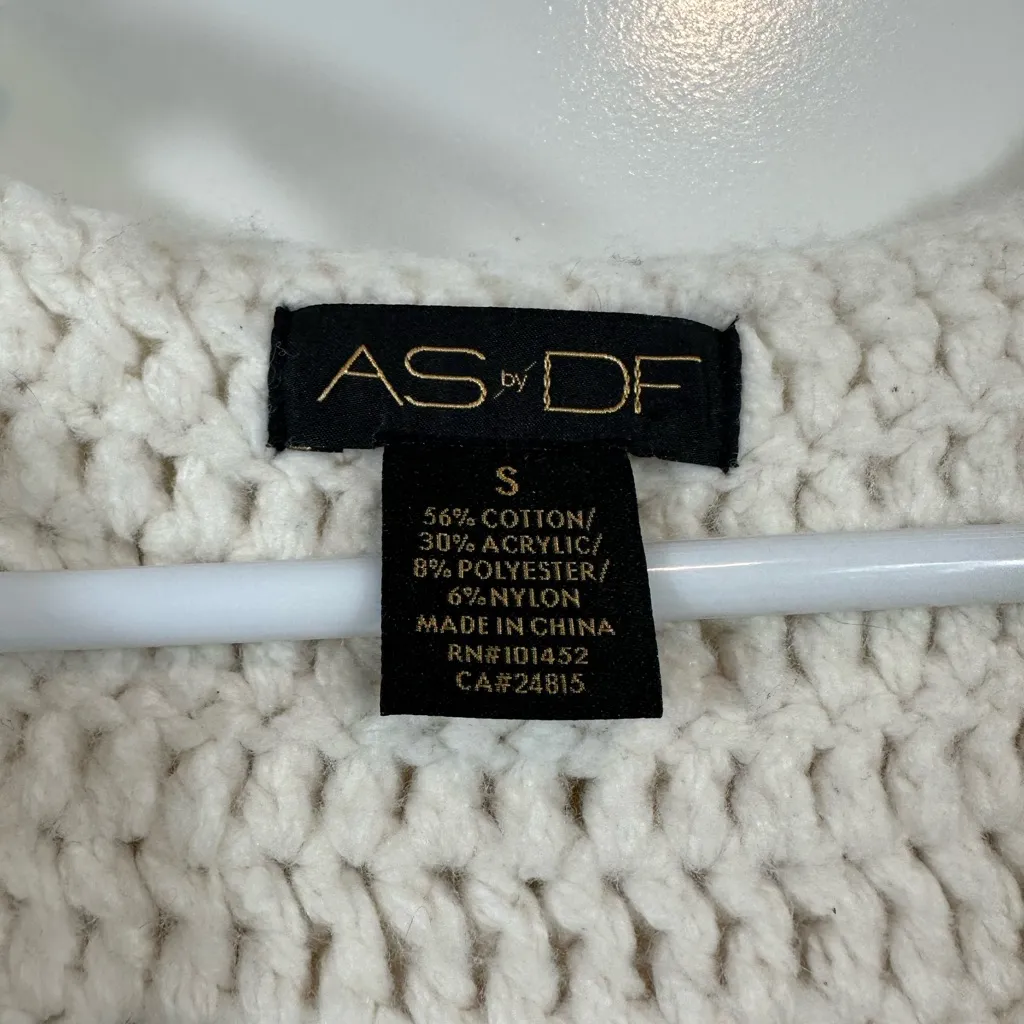 AS by DF
S
56% COTTON/
30% ACRYLIC/
8% POLYESTER/
6% NYLON
MADE IN CHINA
RN#101452
CA#24815